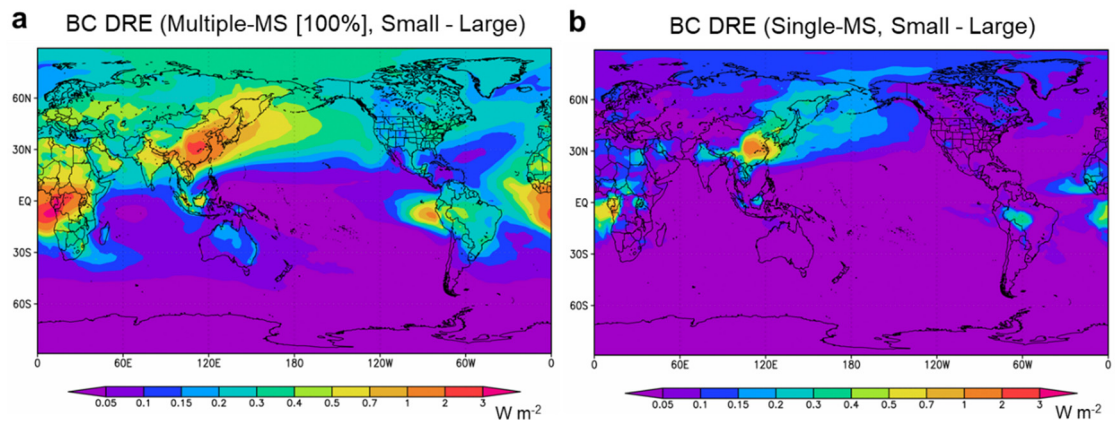 a BC DRE (Multiple-MS [100%], Small - Large)
60N
30N
EQ
30S
60S
0 60E 120E 180 120W 60W 0
0.05 0.1 0.15 0.2 0.3 0.4 0.5 0.7 1 2 3
W m-2
b BC DRE (Single-MS, Small - Large)
60N
30N
EQ
30S
60S
0 60E 120E 180 120W 60W 0
0.05 0.1 0.15 0.2 0.3 0.4 0.5 0.7 1 2 3
W m-2